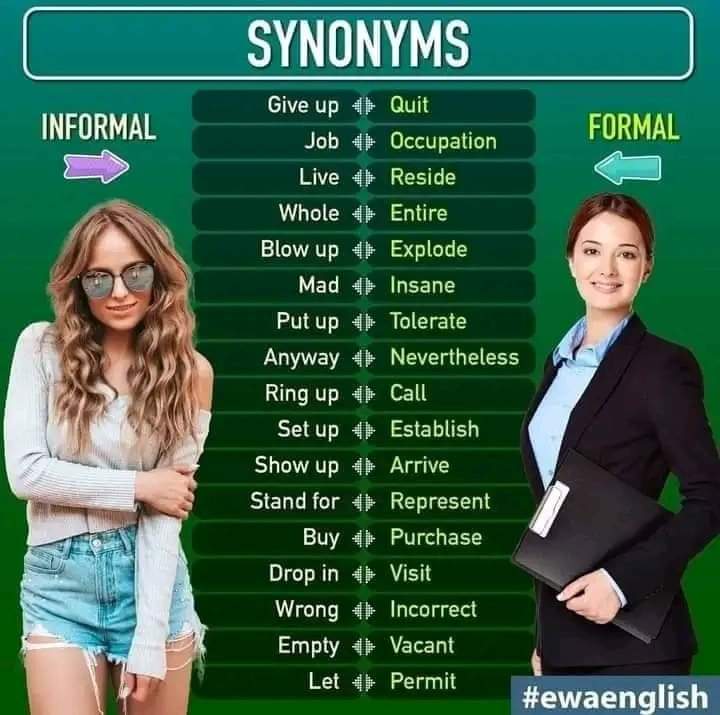 SYNONYMS
INFORMAL
FORMAL
Give up Quit
Job Occupation
Live Reside
Whole Entire
Blow up Explode
Mad Insane
Put up Tolerate
Anyway Nevertheless
Ring up Call
Set up Establish
Show up Arrive
Stand for Represent
Buy Purchase
Drop in Visit
Wrong Incorrect
Empty Vacant
Let Permit
#ewaenglish